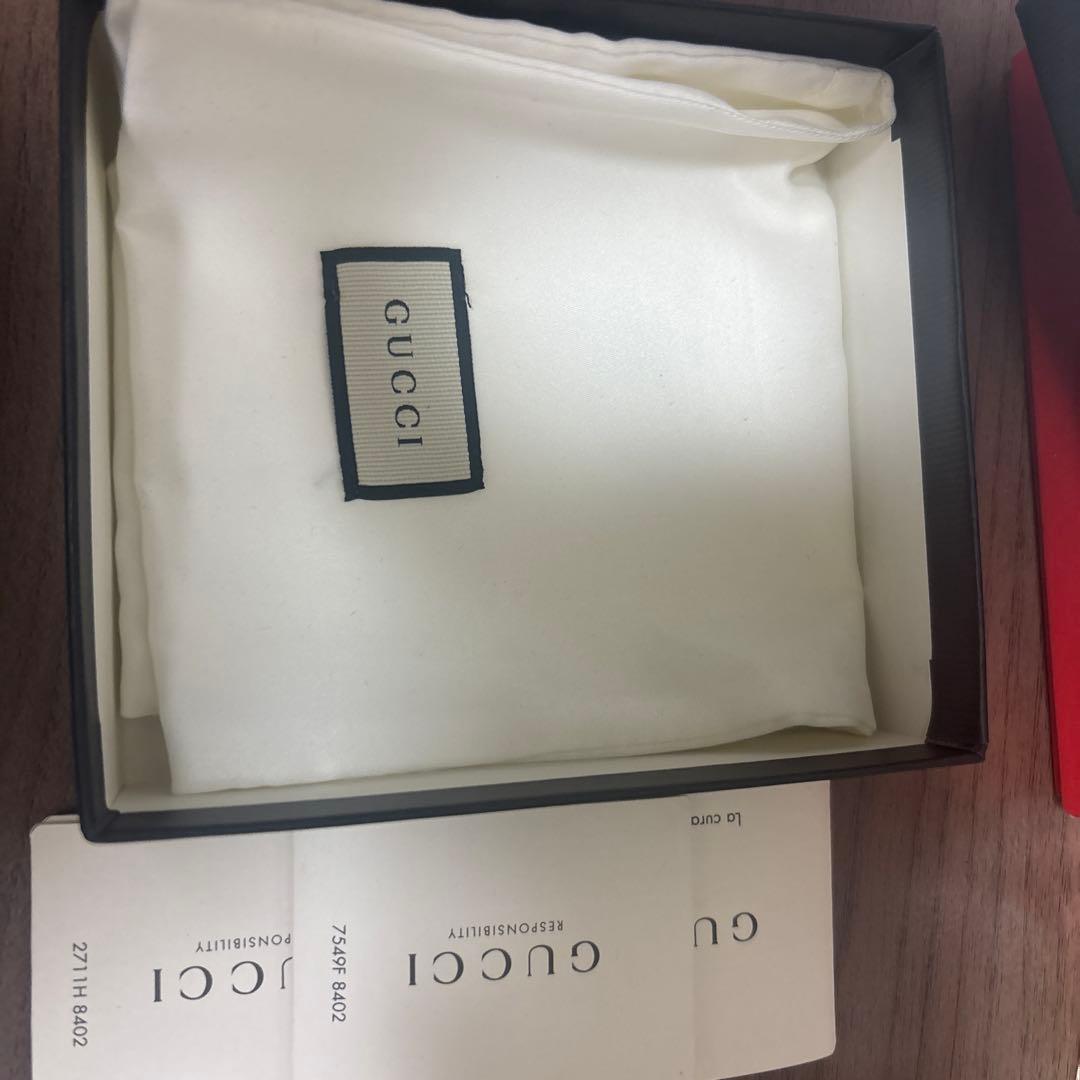 GUCCI
La cura
GU
RESPONSIBILITY
GUCCI
7549F 8402
PONSIBILITY
UCCI
2711H 8402